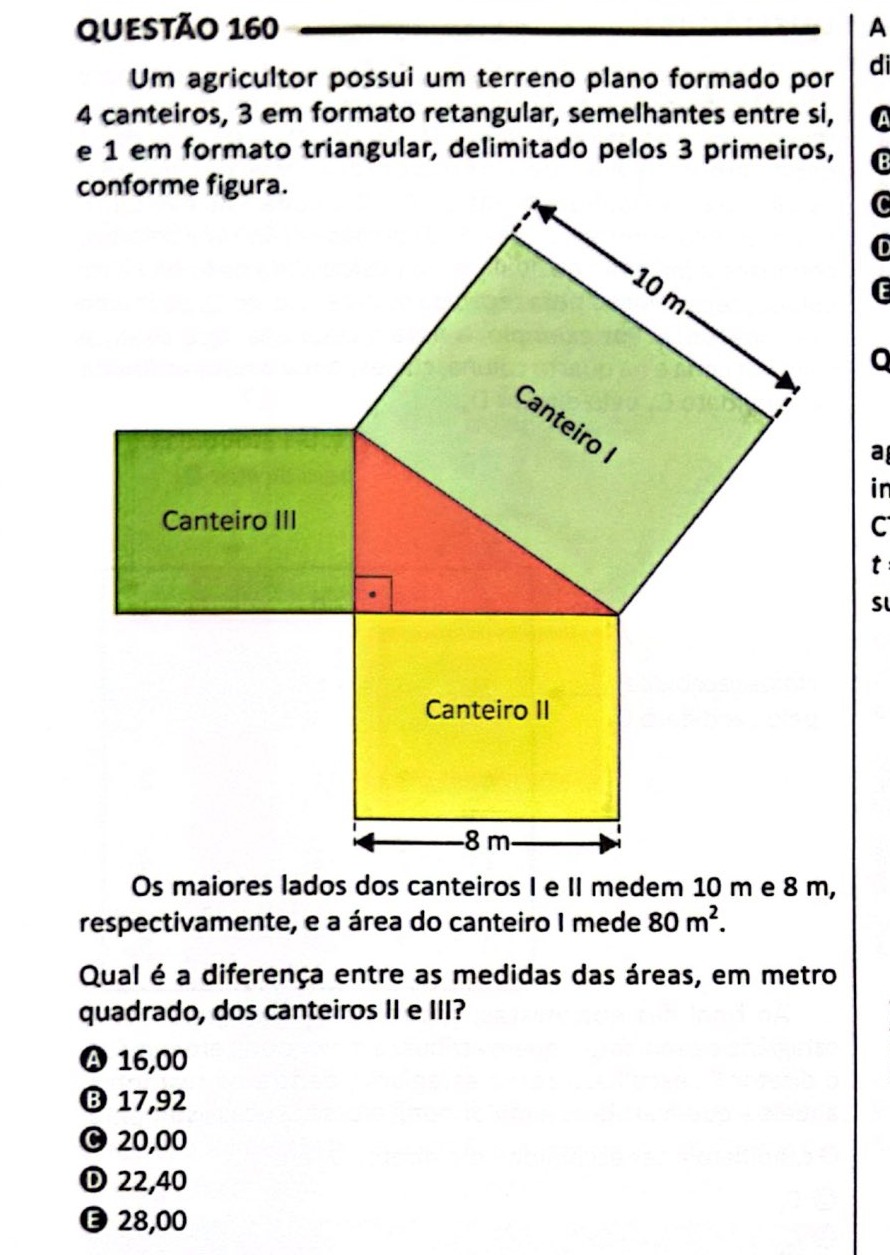 QUESTÃO 160
Um agricultor possui um terreno plano formado por
4 canteiros, 3 em formato retangular, semelhantes entre si,
e 1 em formato triangular, delimitado pelos 3 primeiros,
conforme figura.
10 m
Canteiro I
Canteiro III
Canteiro II
8 m
Os maiores lados dos canteiros I e II medem 10 m e 8 m,
respectivamente, e a área do canteiro I mede 80 m².
Qual é a diferença entre as medidas das áreas, em metro
quadrado, dos canteiros II e III?
A 16,00
B 17,92
C 20,00
D 22,40
E 28,00
A
di
A
B
C
D
E
Q
in
t